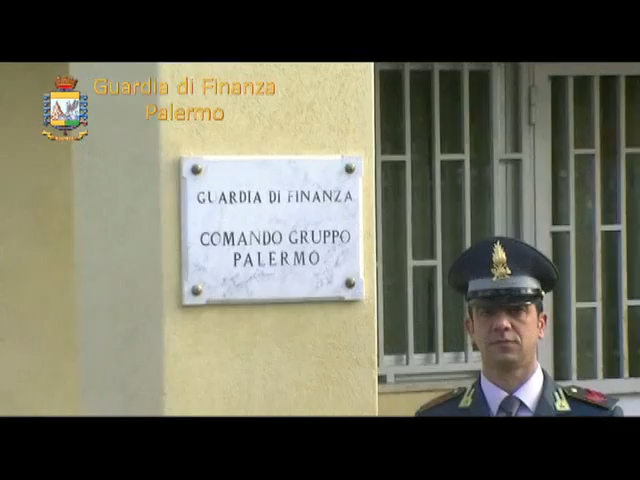 Guardia di Finanza
Palermo
GUARDIA DI FINANZA
COMANDO GRUPPO
PALERMO